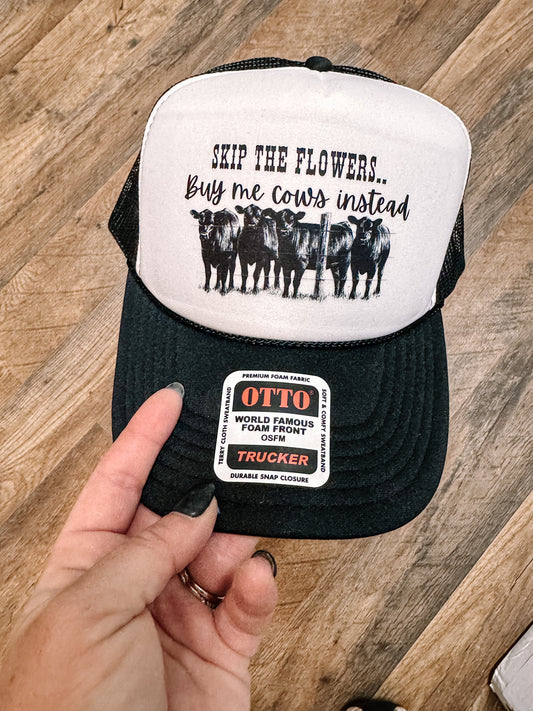 SKIP THE FLOWERS..
Buy me cows instead
PREMIUM FOAM FABRIC
OTTO
WORLD FAMOUS
FOAM FRONT
OSFM
TRUCKER
DURABLE SNAP CLOSURE
TERRY CLOTH SWEATBAND
SOFT & COMFY SWEATBAND